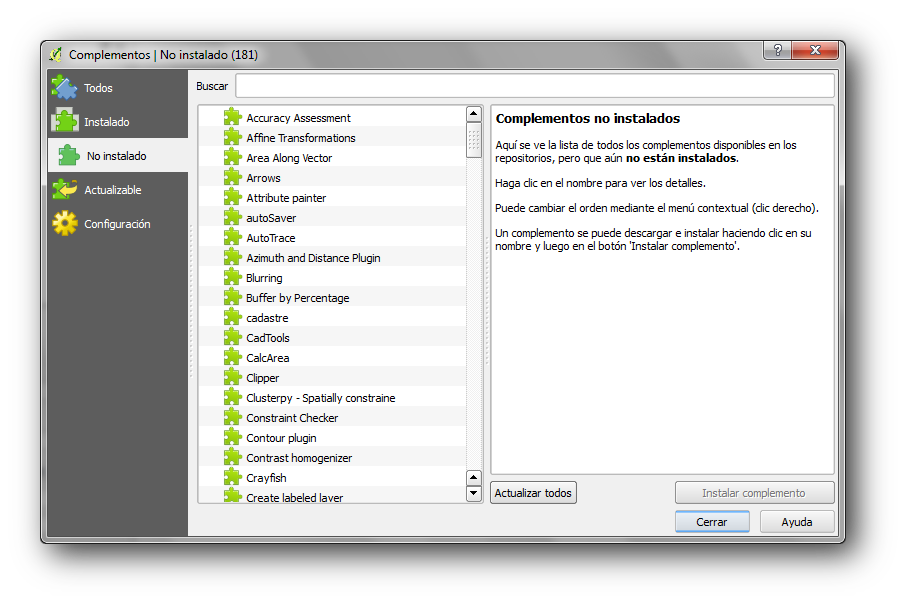 Complementos | No instalado (181)
?
Todos
Instalado
No instalado
Actualizable
Configuración
Buscar
Accuracy Assessment
Affine Transformations
Area Along Vector
Arrows
Attribute painter
autoSaver
AutoTrace
Azimuth and Distance Plugin
Blurring
Buffer by Percentage
cadastre
CadTools
CalcArea
Clipper
Clusterpy - Spatially constraine
Constraint Checker
Contour plugin
Contrast homogenizer
Crayfish
Create labeled layer
Complementos no instalados
Aquí se ve la lista de todos los complementos disponibles en los
repositorios, pero que aún no están instalados.
Haga clic en el nombre para ver los detalles.
Puede cambiar el orden mediante el menú contextual (clic derecho).
Un complemento se puede descargar e instalar haciendo clic en su
nombre y luego en el botón 'Instalar complemento'.
Actualizar todos
Instalar complemento
Cerrar
Ayuda